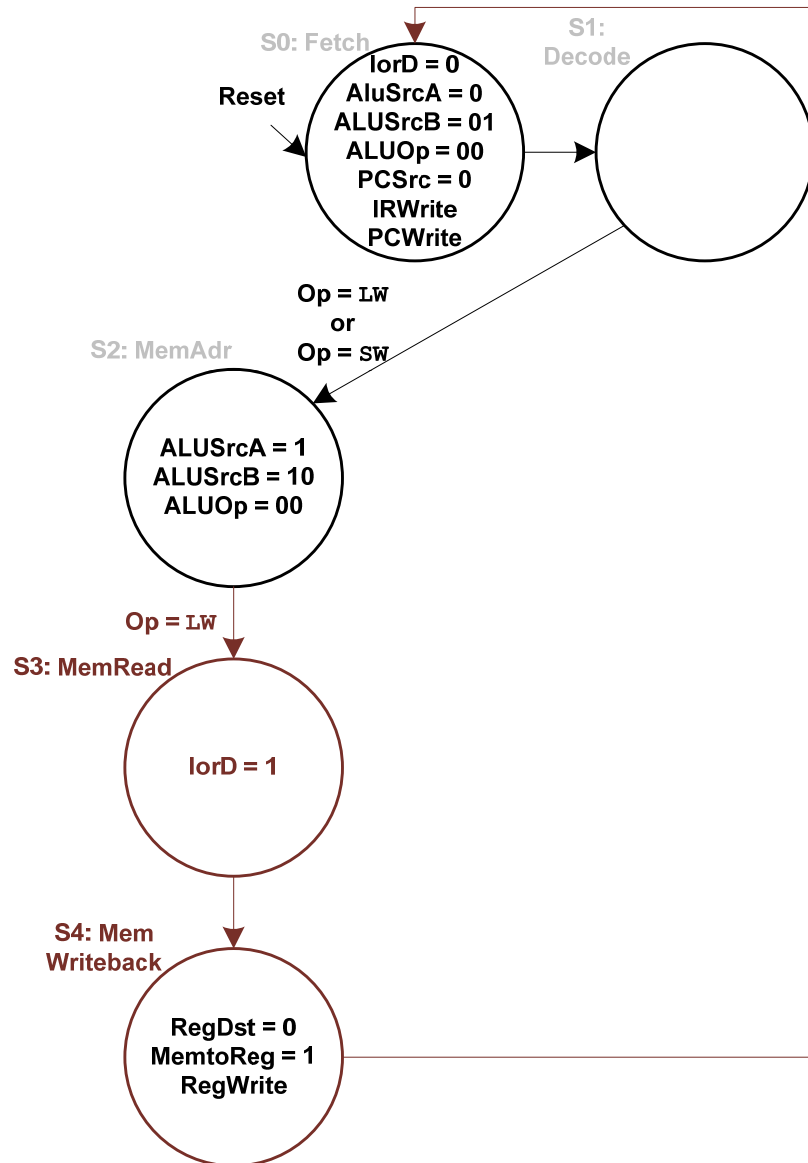 S0: Fetch
S1:
Decode
Reset
IorD = 0
AluSrcA = 0
ALUSrcB = 01
ALUOp = 00
PCSrc = 0
IRWrite
PCWrite
Op = LW
or
Op = SW
S2: MemAdr
ALUSrcA = 1
ALUSrcB = 10
ALUOp = 00
Op = LW
S3: MemRead
IorD = 1
S4: Mem
Writeback
RegDst = 0
MemtoReg = 1
RegWrite